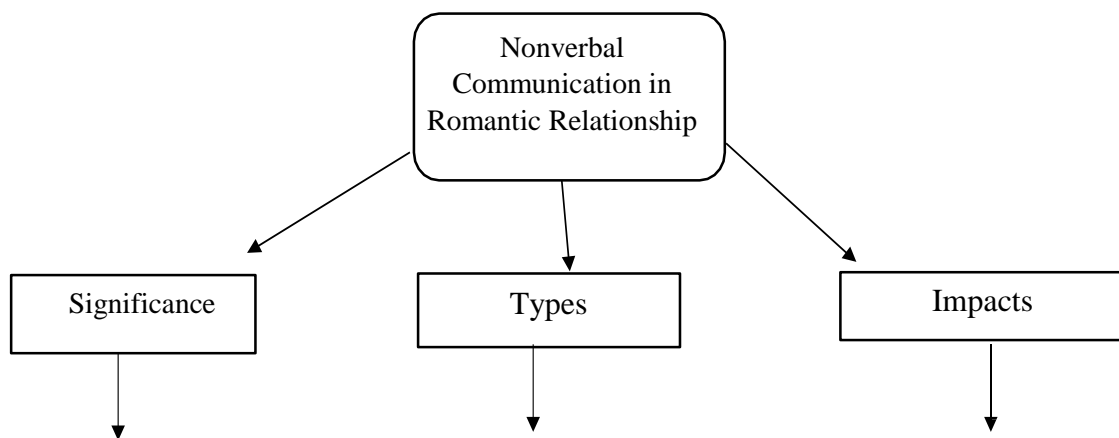 Nonverbal
Communication in
Romantic Relationship
Significance
Types
Impacts